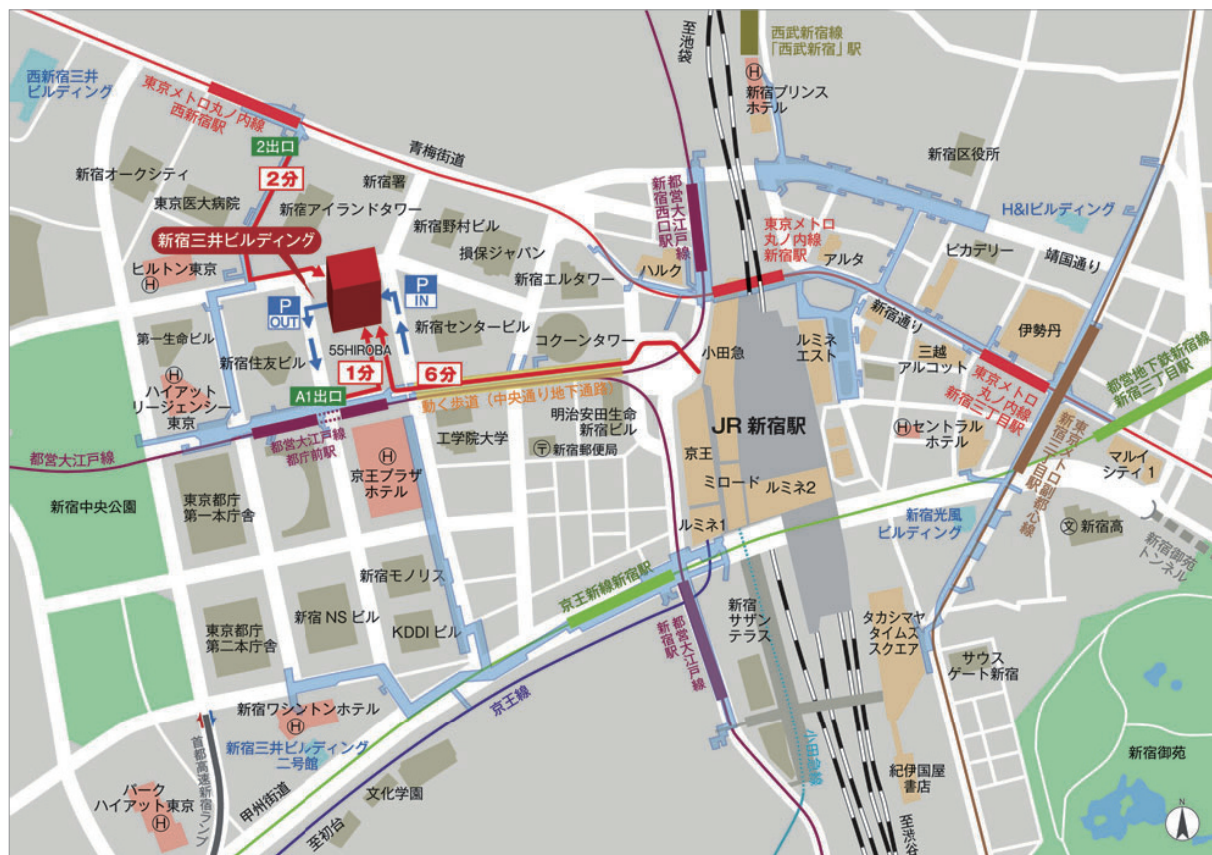 至池袋
西武新宿線
「西武新宿」駅
西新宿三井
ビルディング
東京メトロ丸ノ内線
西新宿駅
H
新宿プリンス
ホテル
2出口
青梅街道
新宿区役所
新宿オークシティ
2分
新宿署
東京医大病院
新宿アイランドタワー
都営大江戸線
新宿西口駅
H&Iビルディング
新宿野村ビル
東京メトロ
丸ノ内線
新宿駅
新宿三井ビルディング
損保ジャパン
アルタ
ピカデリー
靖国通り
ヒルトン東京
H
新宿エルタワー
ハルク
P
IN
P
OUT
新宿通り
第一生命ビル
新宿センタービル
伊勢丹
55HIROBA
コクーンタワー
小田急
ルミネ
エスト
新宿住友ビル
三越
アルコット
H
ハイアット
リージェンシー
東京
1分
6分
A1出口
動く歩道（中央通り地下通路）
東京メトロ
丸ノ内線
新宿三丁目駅
都営地下鉄新宿線
新宿三丁目駅
JR 新宿駅
明治安田生命
新宿ビル
工学院大学
都営大江戸線
都庁前駅
H セントラル
ホテル
都営大江戸線
〒新宿郵便局
京王
H
京王プラザ
ホテル
東京メトロ副都心線
新宿三丁目駅
マルイ
シティ 1
新宿中央公園
東京都庁
第一本庁舎
ミロード
ルミネ2
ルミネ1
新宿光風
ビルディング
文 新宿高
新宿御苑
トンネル
新宿モノリス
京王新線新宿駅
新宿 NS ビル
KDDI ビル
新宿
サザン
テラス
タカシマヤ
タイムズ
スクエア
東京都庁
第二本庁舎
都営大江戸線
新宿駅
サウス
ゲート新宿
新宿ワシントンホテル
H
京王線
新宿三井ビルディング
二号館
小田急線
新宿御苑
首都高速新宿ランプ
紀伊国屋
書店
パーク
ハイアット東京
H
甲州街道
文化学園
至初台
至渋谷
N